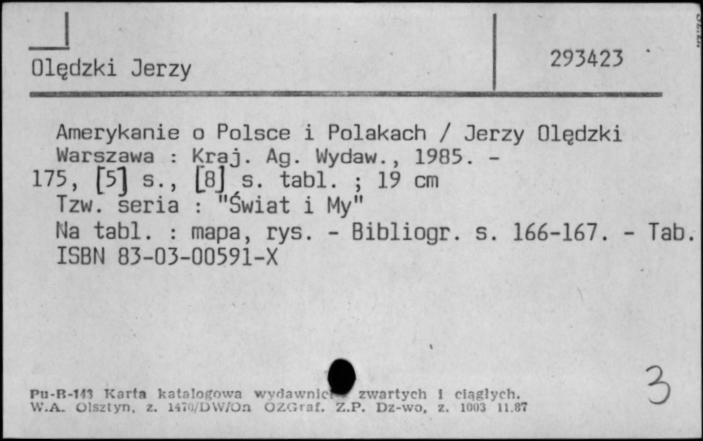 Olędzki Jerzy
293423
Amerykanie o Polsce i Polakach / Jerzy Olędzki
Warszawa : Kraj. Ag. Wydaw., 1985. -
175, [5] s., [8] s. tabl. ; 19 cm
Tzw. seria : "Świat i My"
Na tabl. : mapa, rys. - Bibliogr. s. 166-167. - Tab.
ISBN 83-03-00591-X
3
Pu-B-143 Karta katalogowa zwartych i ciągłych.
W.A. Olsztyn, z. 1470/DW/On OZGraf. Z.P. Dz-wo, z. 1003 11.87